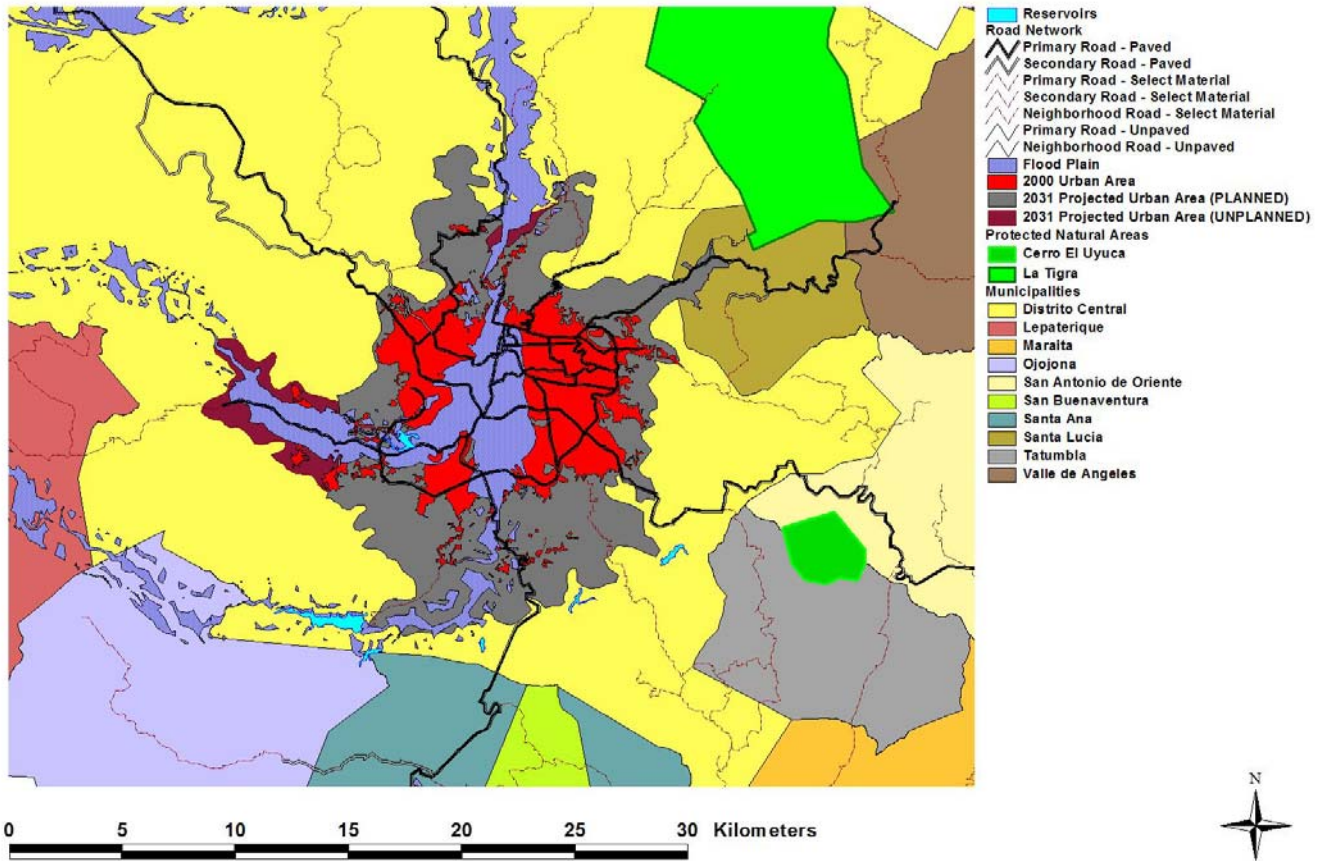 Reservoirs
Road Network
Primary Road - Paved
Secondary Road - Paved
Primary Road - Select Material
Secondary Road - Select Material
Neighborhood Road - Select Material
Primary Road - Unpaved
Neighborhood Road - Unpaved
Flood Plain
2000 Urban Area
2031 Projected Urban Area (PLANNED)
2031 Projected Urban Area (UNPLANNED)
Protected Natural Areas
Cerro El Uyuca
La Tigra
Municipalities
Distrito Central
Lepaterique
Maraita
Ojojona
San Antonio de Oriente
San Buenaventura
Santa Ana
Santa Lucia
Tatumbla
Valle de Angeles
N
0 5 10 15 20 25 30 Kilometers